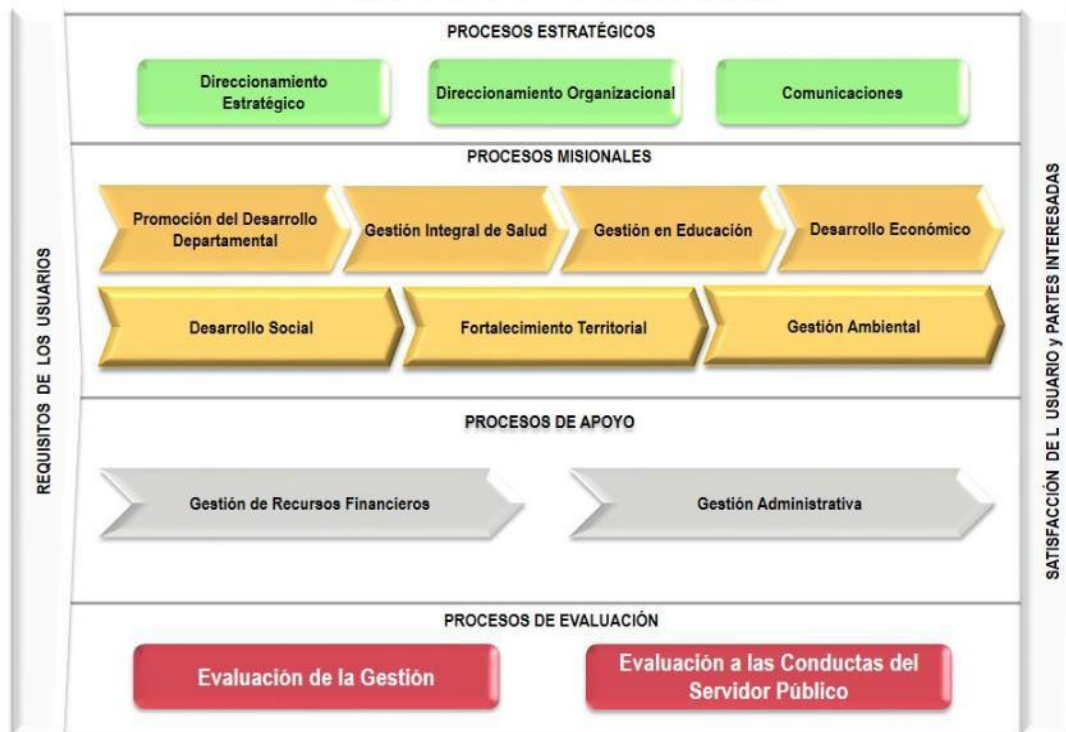 PROCESOS ESTRATÉGICOS
Direccionamiento
Estratégico
Direccionamiento Organizacional
Comunicaciones
PROCESOS MISIONALES
Promoción del Desarrollo
Departamental
Gestión Integral de Salud
Gestión en Educación
Desarrollo Económico
Desarrollo Social
Fortalecimiento Territorial
Gestión Ambiental
PROCESOS DE APOYO
Gestión de Recursos Financieros
Gestión Administrativa
PROCESOS DE EVALUACIÓN
Evaluación de la Gestión
Evaluación a las Conductas del
Servidor Público
REQUISITOS DE LOS USUARIOS
SATISFACCIÓN DE L USUARIO y PARTES INTERESADAS